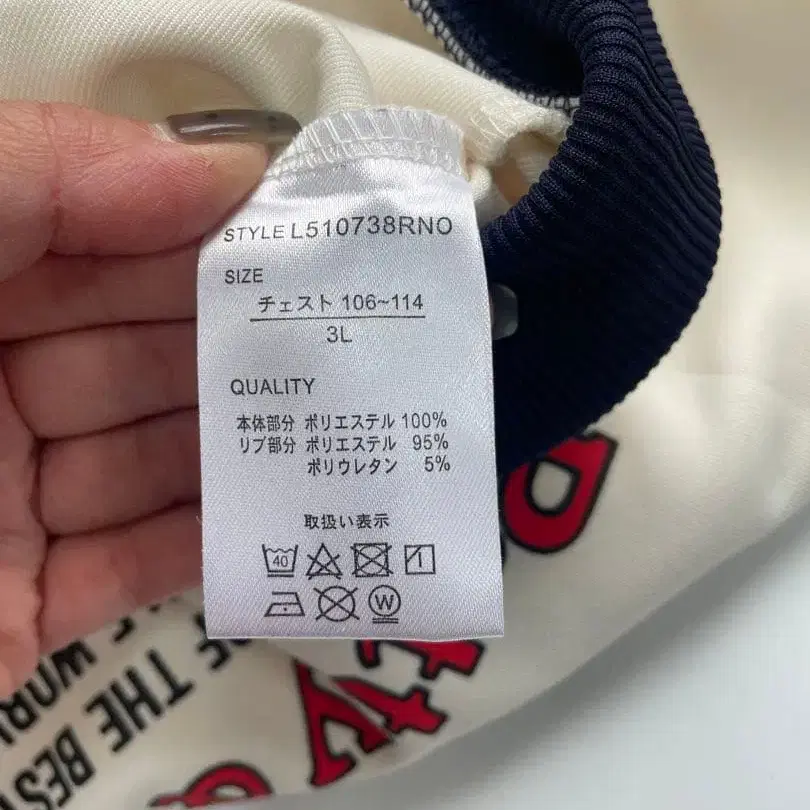 STYLE L510738RNO
SIZE
チェスト 106~114
3L
QUALITY
本体部分 ポリエステル 100%
リブ部分 ポリエステル 95%
ポリウレタン 5%
取扱い表示
40
W
OF THE BEST